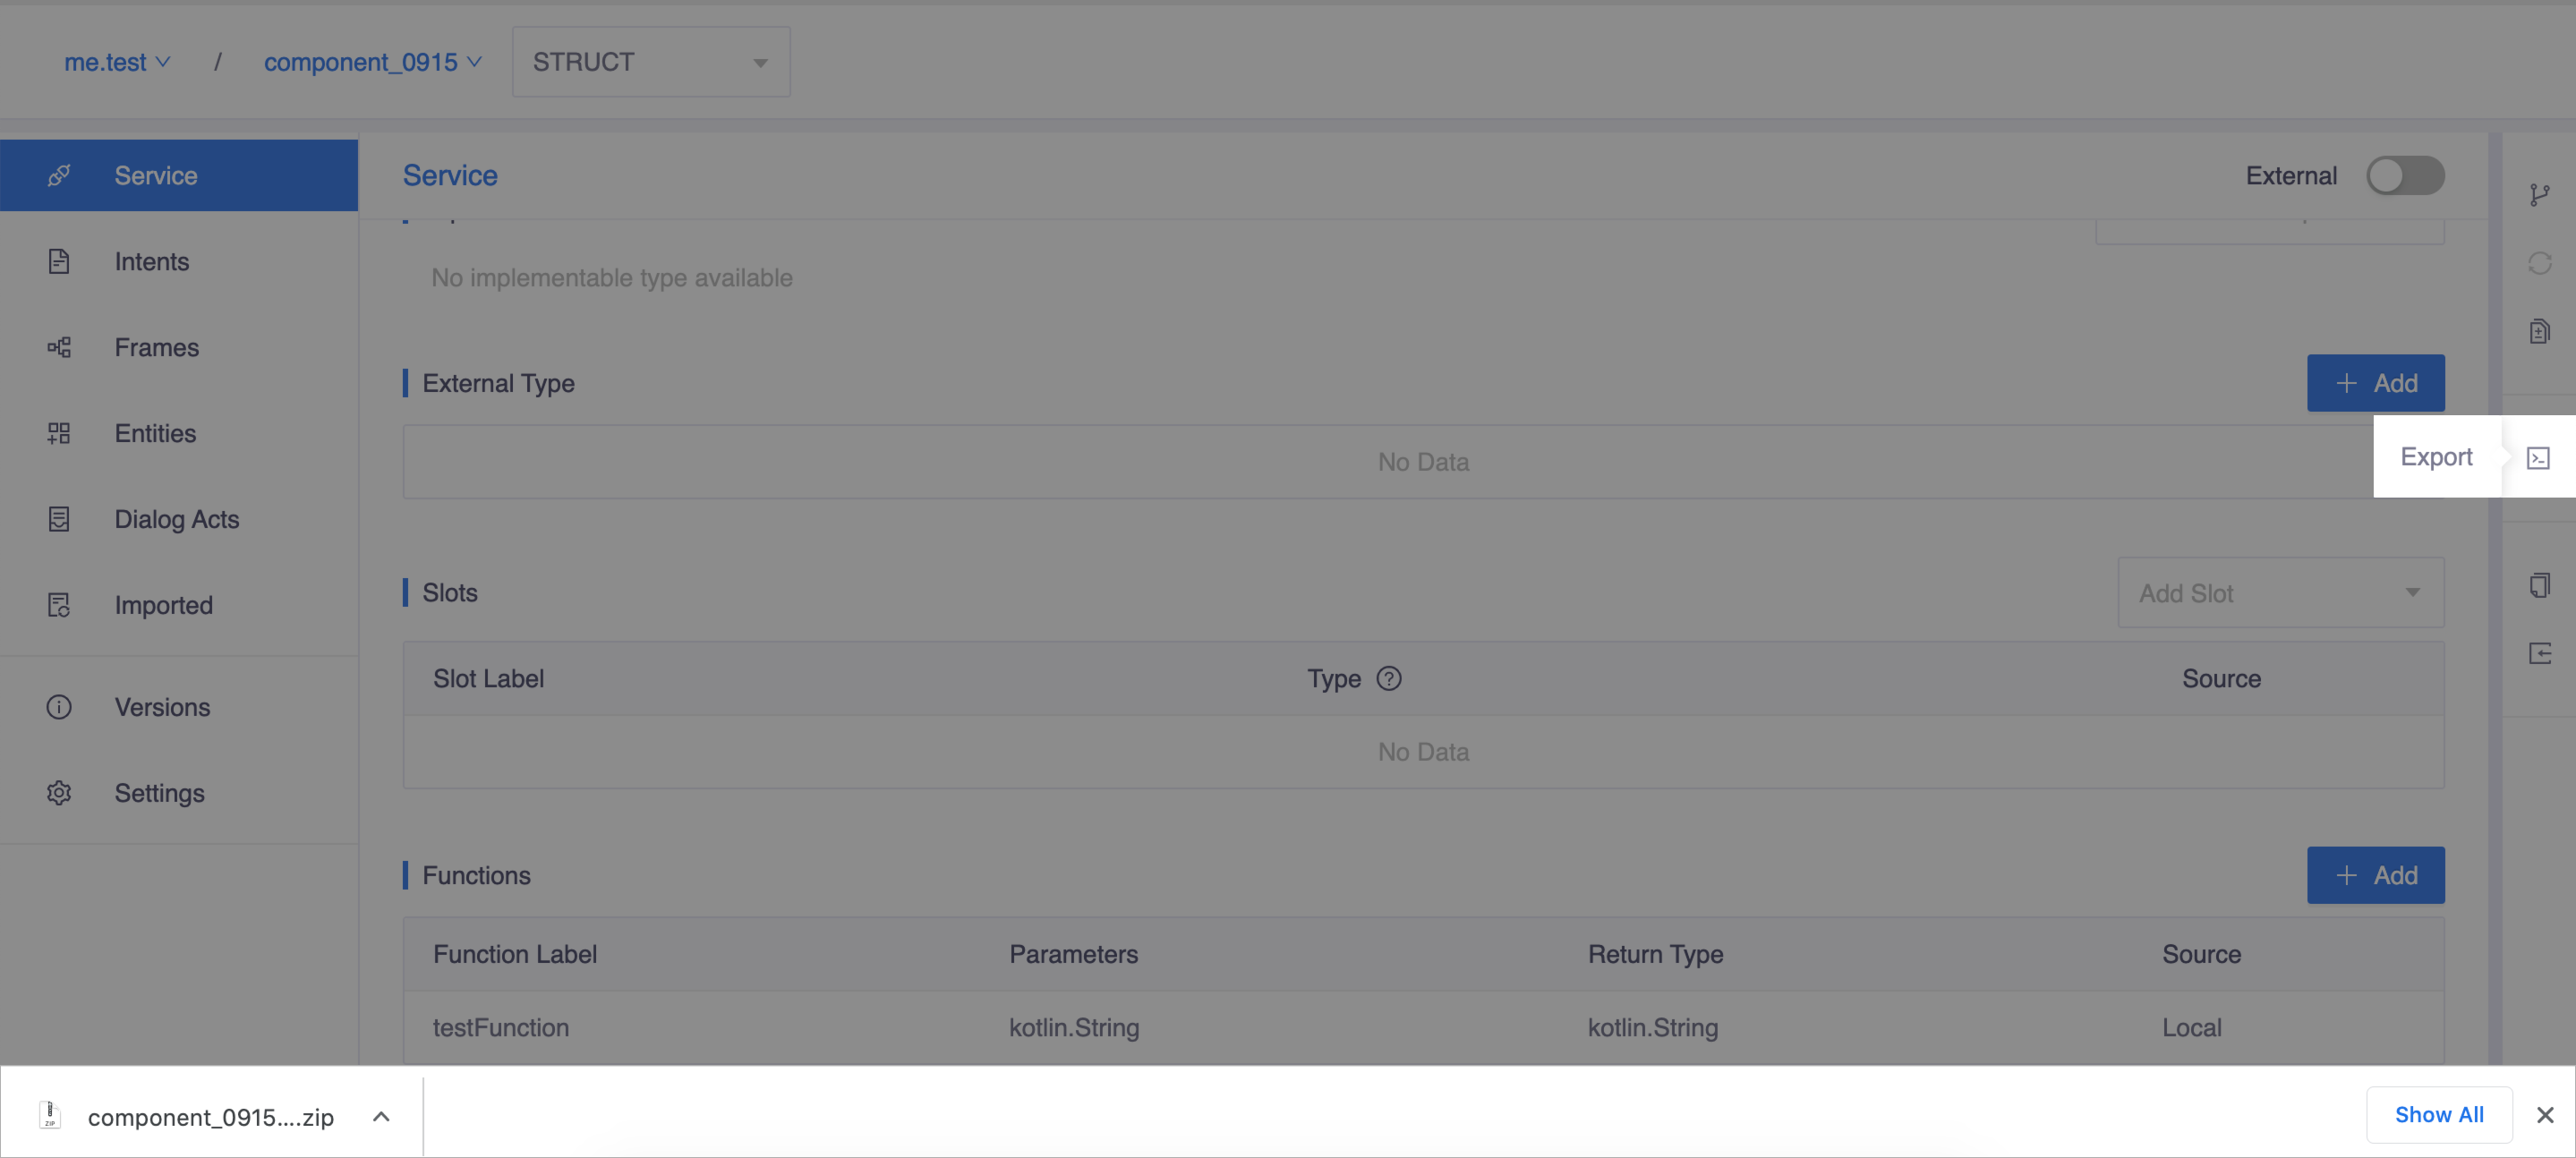 me.test / component_0915 STRUCT
Service
Intents
Frames
Entities
Dialog Acts
Imported
Versions
Settings
Service External
No implementable type available
External Type + Add
No Data
Export
Slots Add Slot
Slot Label Type ? Source
No Data
Functions + Add
Function Label Parameters Return Type Source
testFunction kotlin.String kotlin.String Local
component_0915....zip Show All